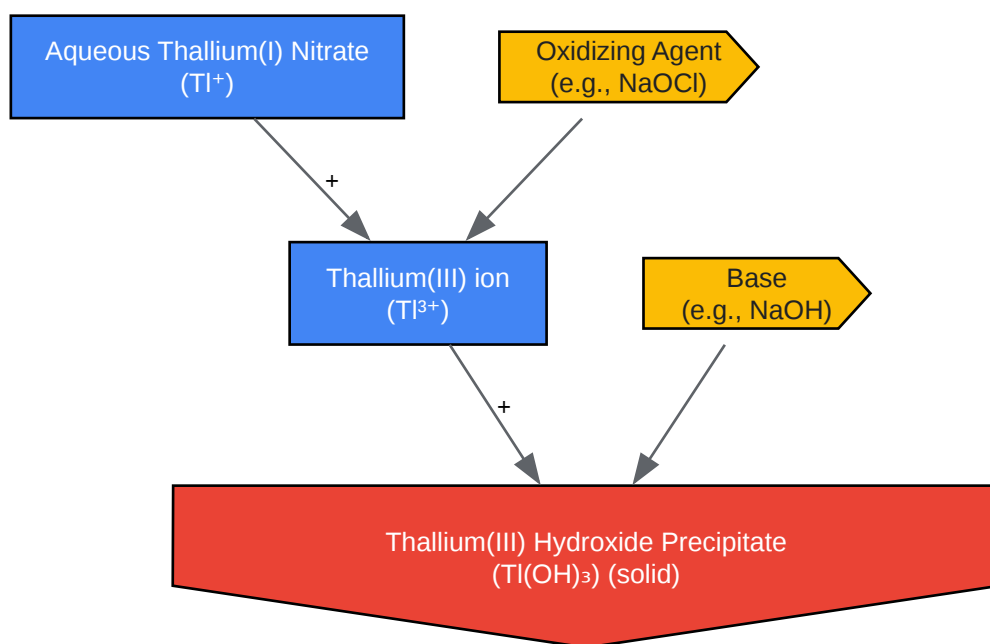 Aqueous Thallium(I) Nitrate
(Tl⁺)
Oxidizing Agent
(e.g., NaOCl)
+
Thallium(III) ion
(Tl³⁺)
Base
(e.g., NaOH)
+
Thallium(III) Hydroxide Precipitate
(Tl(OH)₃) (solid)